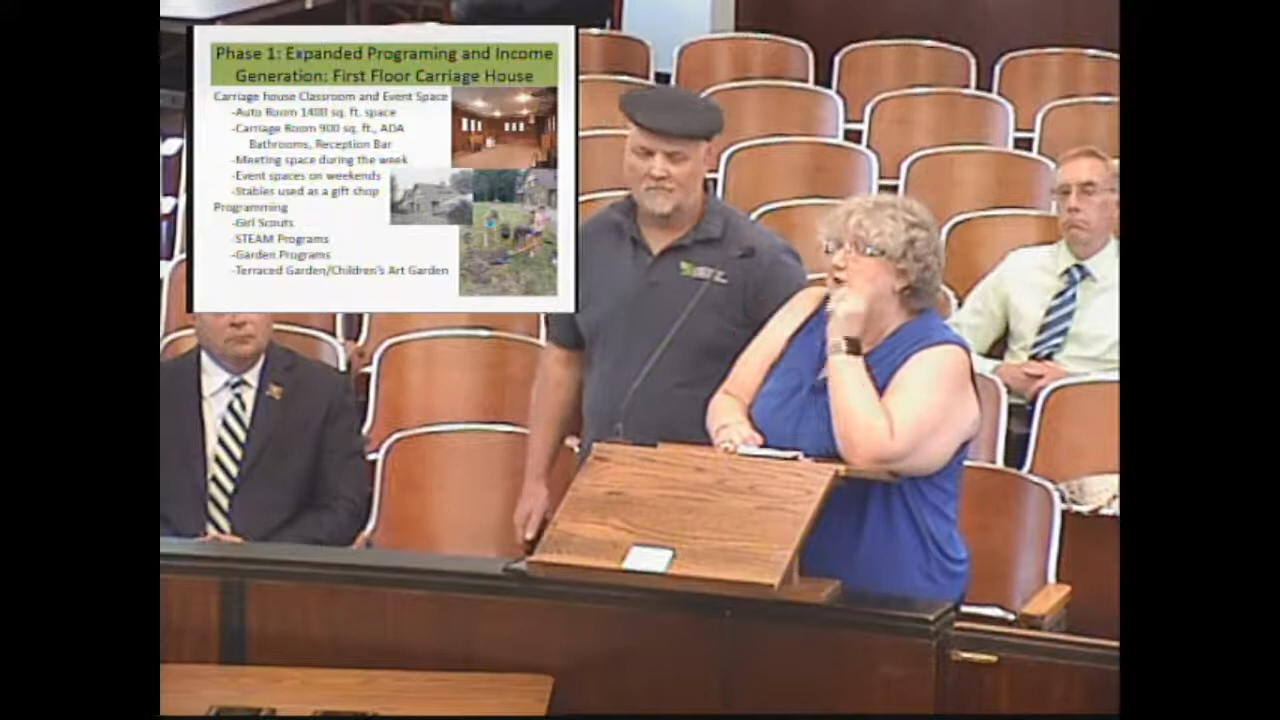 Phase 1: Expanded Programing and Income
Generation: First Floor Carriage House
Carriage house Classroom and Event Space
-Auto Room 1488 sq. ft. space
-Carriage Room 900 sq. ft., ADA
Bathrooms, Reception Bar
-Meeting space during the week
-Event spaces on weekends
-Stables used as a gift shop
Programming
-Girl Scouts
-STEAM Programs
-Garden Programs
-Terraced Garden/Children's Art Garden